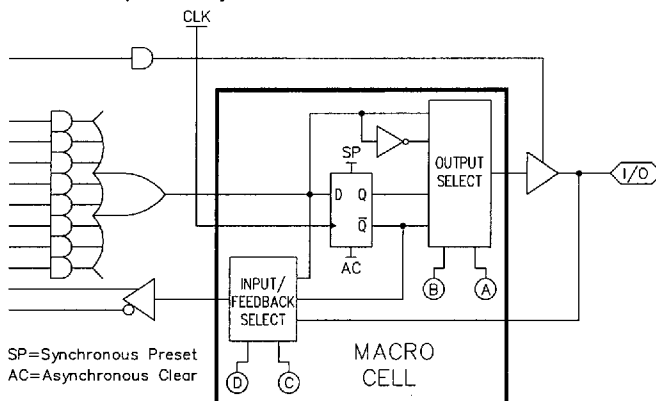 CLK
SP
D Q
Q̅
AC
OUTPUT
SELECT
I/O
B A
INPUT/
FEEDBACK
SELECT
D C
MACRO
CELL
SP=Synchronous Preset
AC=Asynchronous Clear